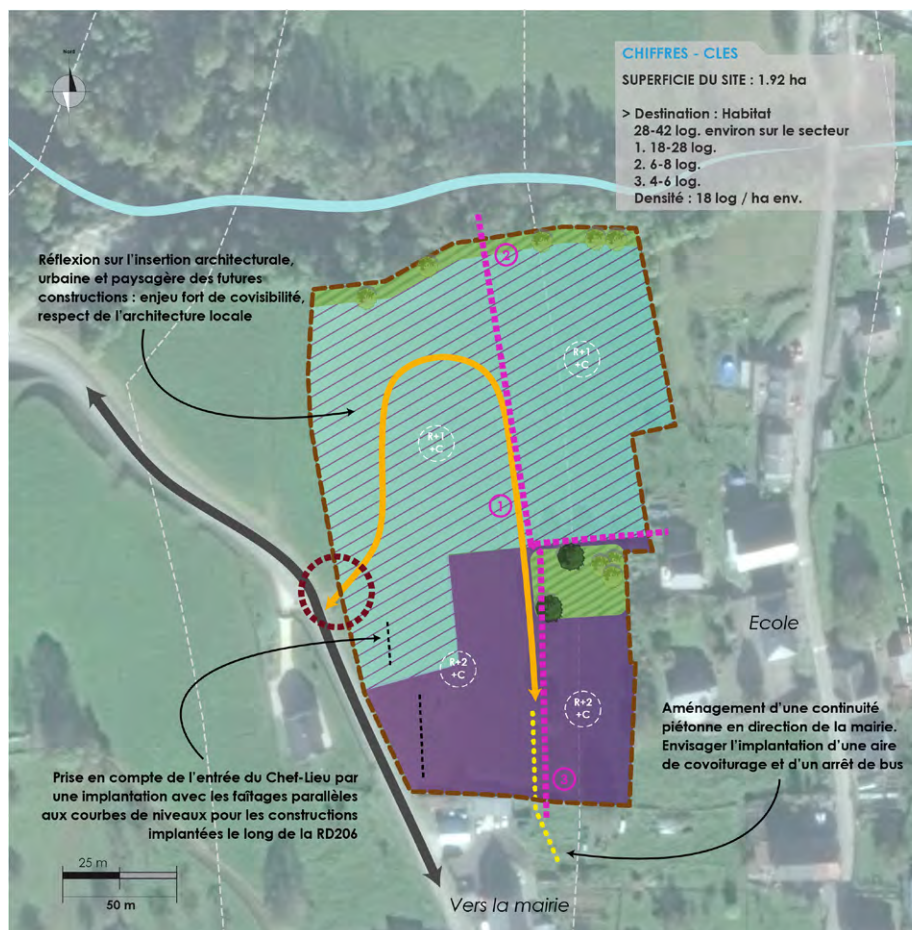 Nord
CHIFFRES - CLES
SUPERFICIE DU SITE : 1.92 ha
> Destination : Habitat
28-42 log. environ sur le secteur
1. 18-28 log.
2. 6-8 log.
3. 4-6 log.
Densité : 18 log / ha env.
Réflexion sur l'insertion architecturale,
urbaine et paysagère des futures
constructions : enjeu fort de covisibilité,
respect de l'architecture locale
2
R+1
+C
R+1
+C
1
Ecole
R+2
+C
R+2
+C
3
Aménagement d'une continuité
piétonne en direction de la mairie.
Envisager l'implantation d'une aire
de covoiturage et d'un arrêt de bus
Prise en compte de l'entrée du Chef-Lieu par
une implantation avec les faîtages parallèles
aux courbes de niveaux pour les constructions
implantées le long de la RD206
25 m
50 m
Vers la mairie